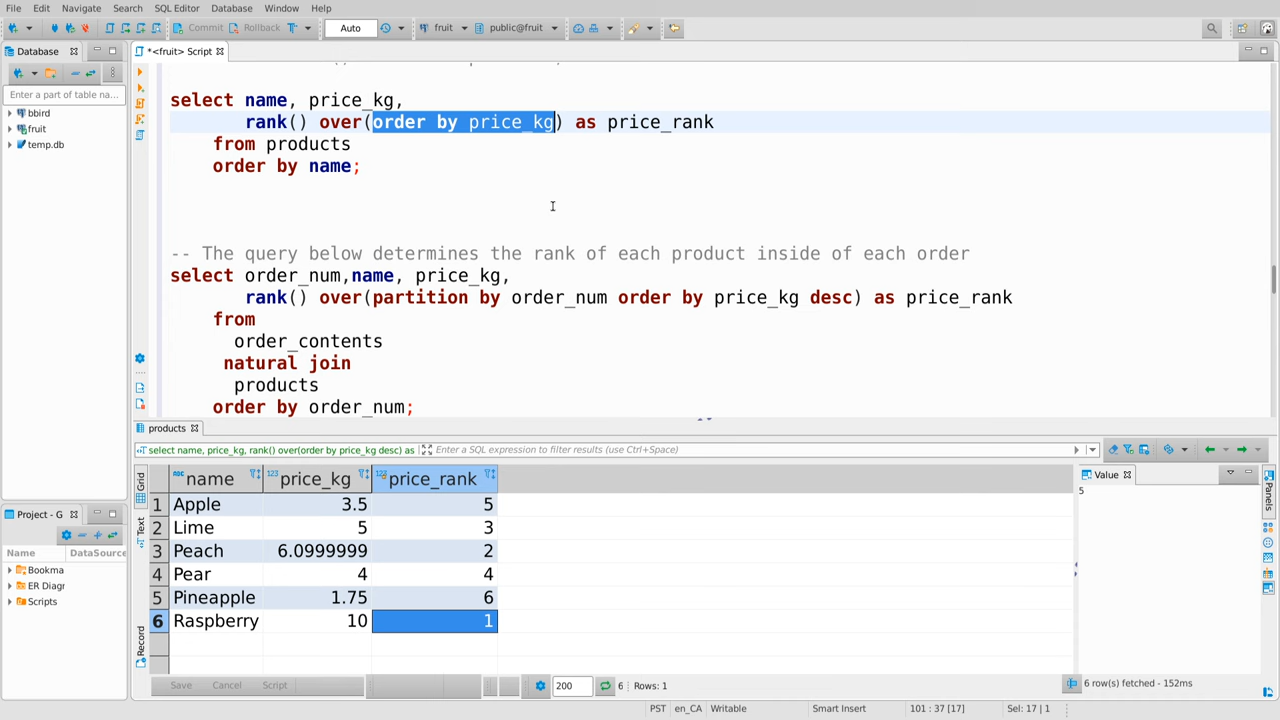 File Edit Navigate Search SQL Editor Database Window Help
Commit Rollback Auto fruit public@fruit
Database *<fruit> Script
Enter a part of table na...
bbird
fruit
temp.db
select name, price_kg,
rank() over(order by price_kg) as price_rank
from products
order by name;
-- The query below determines the rank of each product inside of each order
select order_num,name, price_kg,
rank() over(partition by order_num order by price_kg desc) as price_rank
from
order_contents
natural join
products
order by order_num;
products
select name, price_kg, rank() over(order by price_kg desc) as Enter a SQL expression to filter results (use Ctrl+Space)
Grid
Text
Record
name price_kg price_rank
1 Apple 3.5 5
2 Lime 5 3
3 Peach 6.0999999 2
4 Pear 4 4
5 Pineapple 1.75 6
6 Raspberry 10 1
Value
5
Panels
Project - G
Name DataSource
Bookma
ER Diagr
Scripts
Save Cancel Script 200 6 Rows: 1 6 row(s) fetched - 152ms
PST en_CA Writable Smart Insert 101 : 37 [17] Sel: 17 | 1